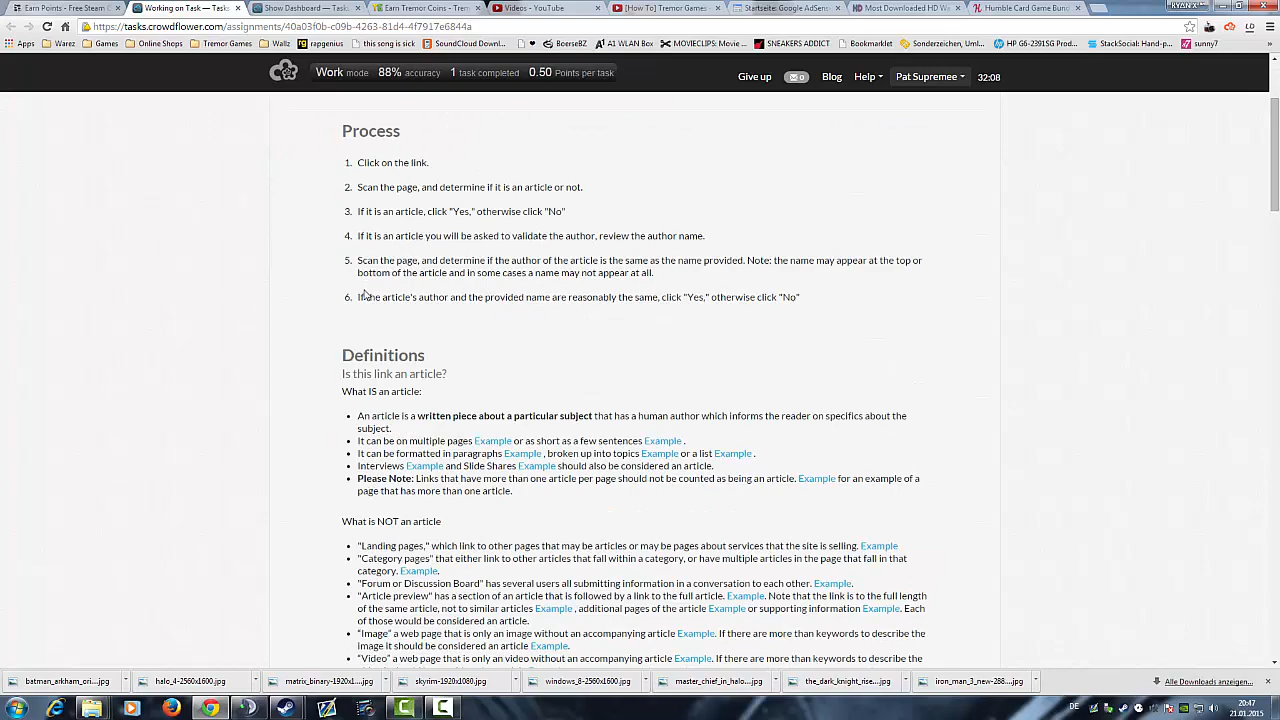 Earn Points - Free Steam C
Working on Task — Tasks
Show Dashboard — Tasks
Earn Tremor Coins - Trem
Videos - YouTube
[How To] Tremor Games
Startseite: Google AdSen
Most Downloaded HD Wi
Humble Card Game Bund
https://tasks.crowdflower.com/assignments/40a03f0b-c09b-4263-81d4-4f7917e6844a
Apps Warez Online Shops Tremor Games Wallz rapgenius this song is sick SoundCloud Downl... BoerseBZ A1 WLAN Box MOVIECLIPS: Movie ... SNEAKERS ADDICT Bookmarklet Sonderzeichen, Uml... HP G6-2391SG Prod... StackSocial: Hand-p... sunny7
Work mode 88% accuracy 1 task completed 0.50 Points per task
Give up 0 Blog Help Pat Supremee 32:08
Process
1. Click on the link.
2. Scan the page, and determine if it is an article or not.
3. If it is an article, click "Yes," otherwise click "No"
4. If it is an article you will be asked to validate the author, review the author name.
5. Scan the page, and determine if the author of the article is the same as the name provided. Note: the name may appear at the top or
bottom of the article and in some cases a name may not appear at all.
6. If the article's author and the provided name are reasonably the same, click "Yes," otherwise click "No"
Definitions
Is this link an article?
What IS an article:
• An article is a written piece about a particular subject that has a human author which informs the reader on specifics about the
subject.
• It can be on multiple pages Example or as short as a few sentences Example .
• It can be formatted in paragraphs Example , broken up into topics Example or a list Example .
• Interviews Example and Slide Shares Example should also be considered an article.
• Please Note: Links that have more than one article per page should not be counted as being an article. Example for an example of a
page that has more than one article.
What is NOT an article
• "Landing pages," which link to other pages that may be articles or may be pages about services that the site is selling. Example
• "Category pages" that either link to other articles that fall within a category, or have multiple articles in the page that fall in that
category. Example.
• "Forum or Discussion Board" has several users all submitting information in a conversation to each other. Example.
• "Article preview" has a section of an article that is followed by a link to the full article. Example. Note that the link is to the full length
of the same article, not to similar articles Example , additional pages of the article Example or supporting information Example. Each
of those would be considered an article.
• "Image" a web page that is only an image without an accompanying article Example. If there are more than keywords to describe the
image it should be considered an article Example.
• "Video" a web page that is only an video without an accompanying article Example. If there are more than keywords to describe the
batman_arkham_ori....jpg halo_4-2560x1600.jpg matrix_binary-1920x1....jpg skyrim-1920x1080.jpg windows_8-2560x1600.jpg master_chief_in_halo....jpg the_dark_knight_rise....jpg iron_man_3_new-288....jpg Alle Downloads anzeigen...
DE 20:47
21.01.2015